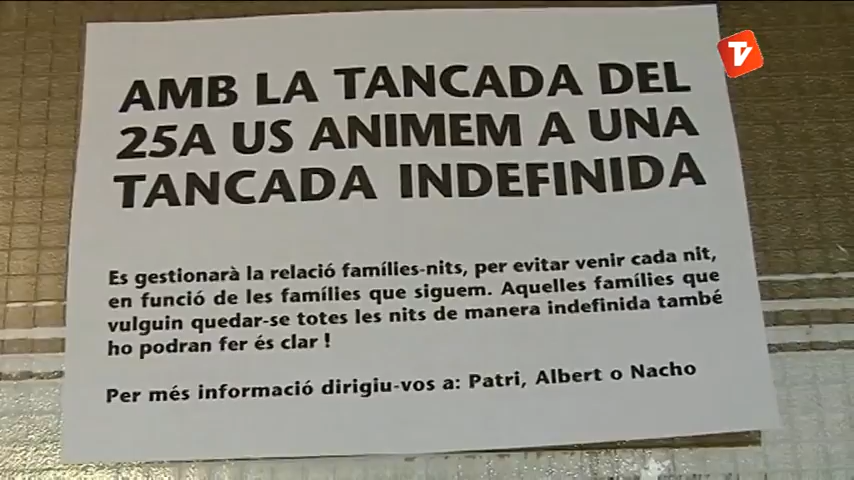 TV
AMB LA TANCADA DEL
25A US ANIMEM A UNA
TANCADA INDEFINIDA
Es gestionarà la relació famílies-nits, per evitar venir cada nit,
en funció de les famílies que siguem. Aquelles famílies que
vulguin quedar-se totes les nits de manera indefinida també
ho podran fer és clar !
Per més informació dirigiu-vos a: Patri, Albert o Nacho